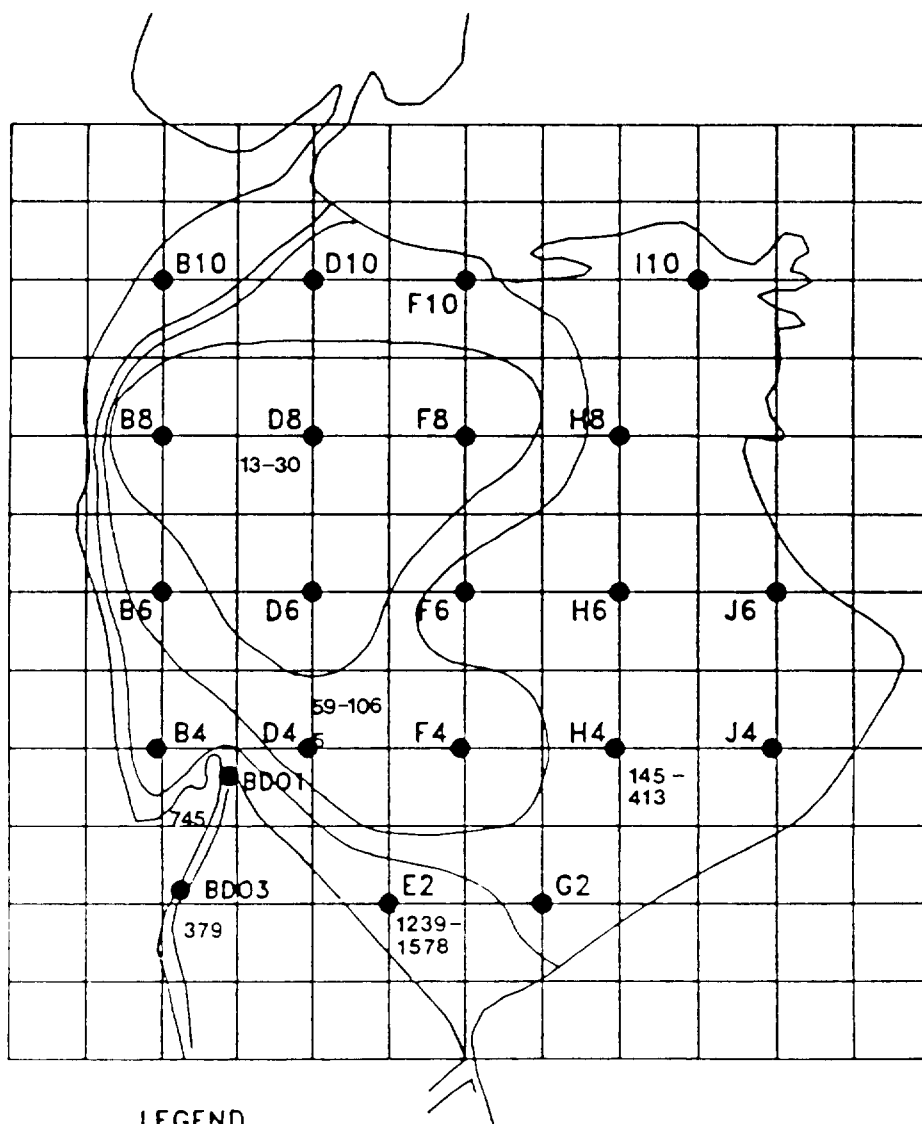 B10 D10 I10
F10
B8 D8 F8 H8
13-30
B6 D6 F6 H6 J6
59-106
B4 D4 F4 H4 J4
BD01 145-
413
745
BD03 E2 G2
379 1239-
1578
LEGEND